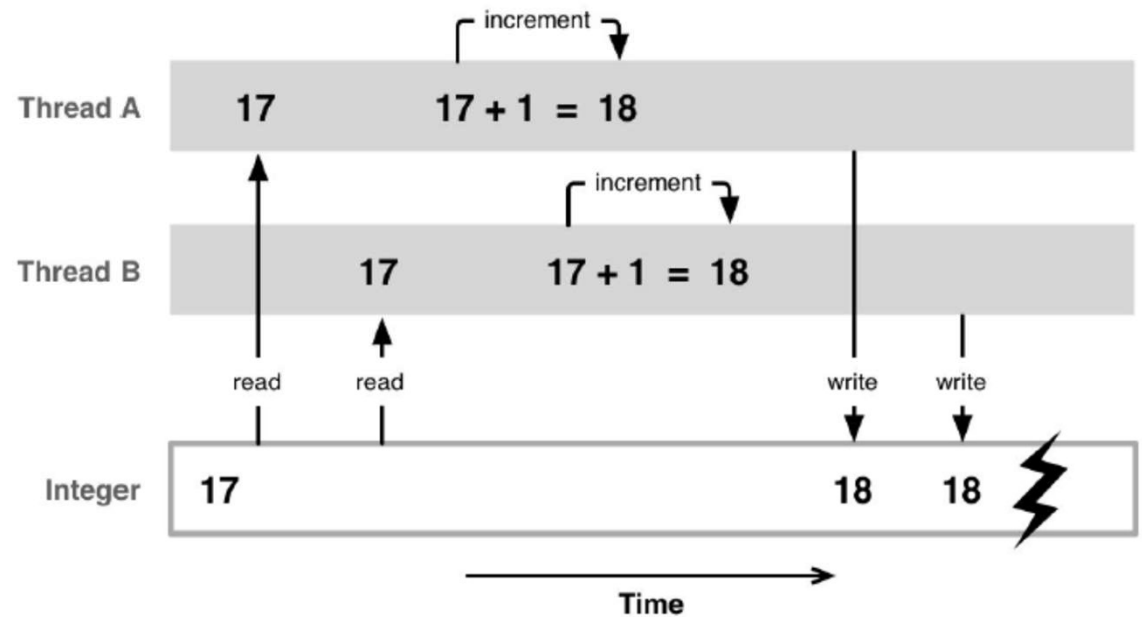 increment
Thread A 17 17 + 1 = 18
increment
Thread B 17 17 + 1 = 18
read read write write
Integer 17 18 18
Time